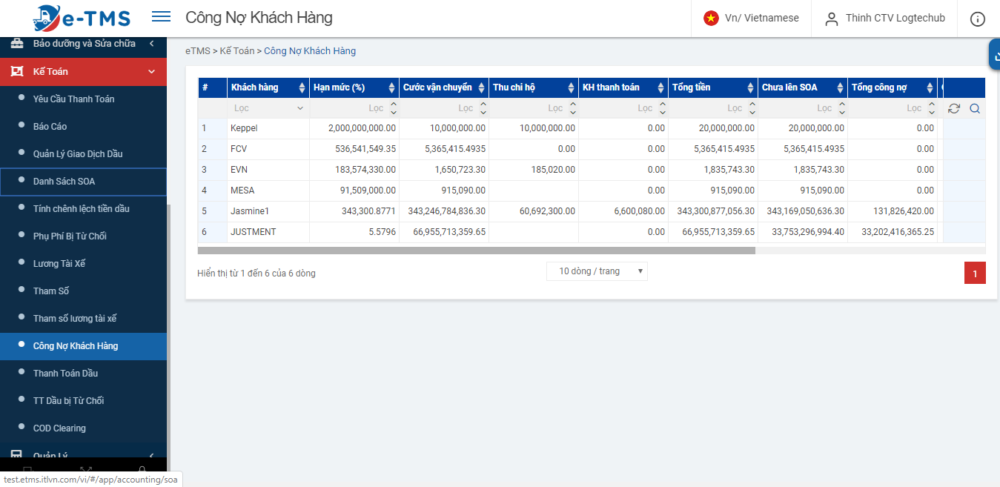 e-TMS
Công Nợ Khách Hàng
Vn/ Vietnamese
Thinh CTV Logtechub
Bảo dưỡng và Sửa chữa
Kế Toán
Yêu Cầu Thanh Toán
Báo Cáo
Quản Lý Giao Dịch Dầu
Danh Sách SOA
Tính chênh lệch tiền dầu
Phụ Phí Bị Từ Chối
Lương Tài Xế
Tham Số
Tham số lương tài xế
Công Nợ Khách Hàng
Thanh Toán Dầu
TT Dầu bị Từ Chối
COD Clearing
Quản Lý
test.etms.itlvn.com/vi/#/app/accounting/soa
eTMS > Kế Toán > Công Nợ Khách Hàng
# Khách hàng Hạn mức (%) Cước vận chuyển Thu chi hộ KH thanh toán Tổng tiền Chưa lên SOA Tổng công nợ
Lọc Lọc Lọc Lọc Lọc Lọc Lọc Lọc
1 Keppel 2,000,000,000.00 10,000,000.00 10,000,000.00 0.00 20,000,000.00 20,000,000.00 0.00
2 FCV 536,541,549.35 5,365,415.4935 0.00 0.00 5,365,415.4935 5,365,415.4935 0.00
3 EVN 183,574,330.00 1,650,723.30 185,020.00 0.00 1,835,743.30 1,835,743.30 0.00
4 MESA 91,509,000.00 915,090.00 0.00 915,090.00 915,090.00 0.00
5 Jasmine1 343,300.8771 343,246,784,836.30 60,692,300.00 6,600,080.00 343,300,877,056.30 343,169,050,636.30 131,826,420.00
6 JUSTMENT 5.5796 66,955,713,359.65 0.00 66,955,713,359.65 33,753,296,994.40 33,202,416,365.25
Hiển thị từ 1 đến 6 của 6 dòng
10 dòng / trang
1